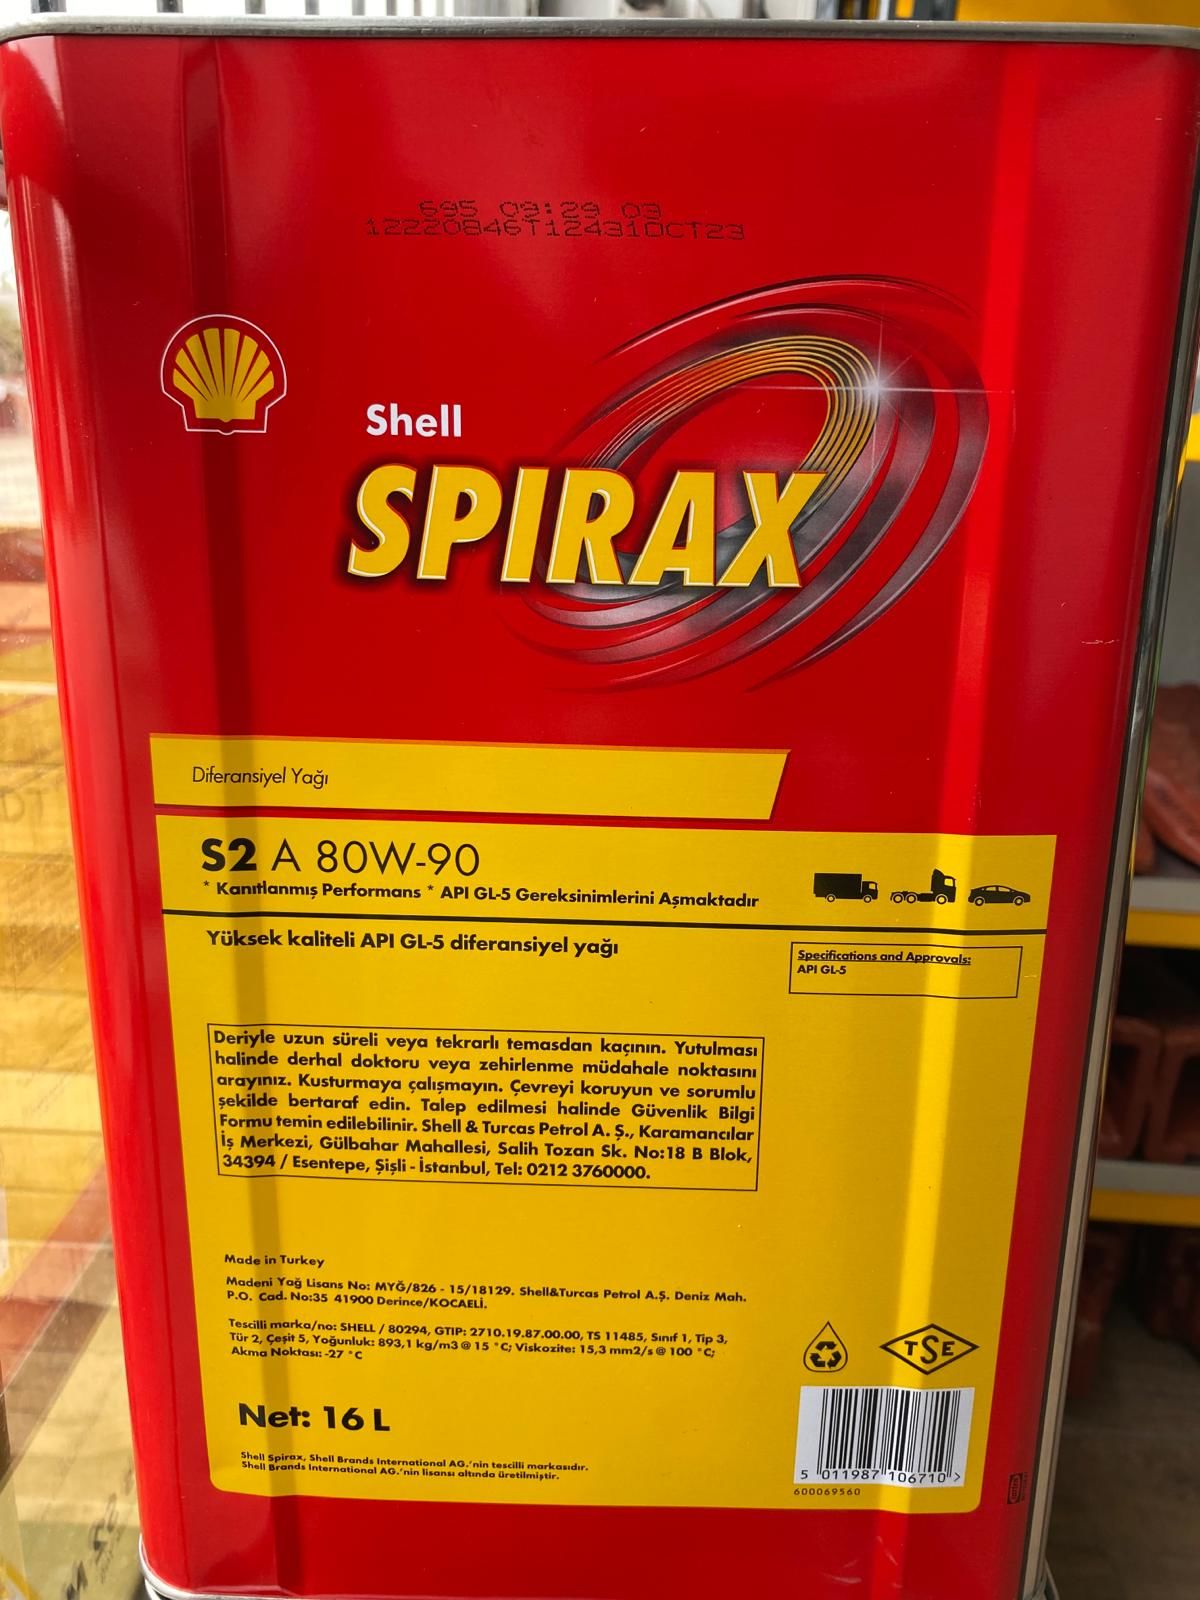 695 09:29 03
12220846T124310CT23
Shell
SPIRAX
Diferansiyel Yağı
S2 A 80W-90
* Kanıtlanmış Performans * API GL-5 Gereksinimlerini Aşmaktadır
Yüksek kaliteli API GL-5 diferansiyel yağı
Specifications and Approvals:
API GL-5
Deriyle uzun süreli veya tekrarlı temasdan kaçının. Yutulması
halinde derhal doktoru veya zehirlenme müdahale noktasını
arayınız. Kusturmaya çalışmayın. Çevreyi koruyun ve sorumlu
şekilde bertaraf edin. Talep edilmesi halinde Güvenlik Bilgi
Formu temin edilebilinir. Shell & Turcas Petrol A. Ş., Karamancılar
İş Merkezi, Gülbahar Mahallesi, Salih Tozan Sk. No:18 B Blok,
34394 / Esentepe, Şişli - İstanbul, Tel: 0212 3760000.
Made in Turkey
Madeni Yağ Lisans No: MYĞ/826 - 15/18129. Shell&Turcas Petrol A.Ş. Deniz Mah.
P.O. Cad. No:35 41900 Derince/KOCAELİ.
Tescilli marka/no: SHELL / 80294, GTIP: 2710.19.87.00.00, TS 11485, Sınıf 1, Tip 3,
Tür 2, Çeşit 5, Yoğunluk: 893,1 kg/m3 @ 15 °C; Viskozite: 15,3 mm2/s @ 100 °C;
Akma Noktası: -27 °C
TSE
Net: 16 L
Shell Spirax, Shell Brands International AG.'nin tescilli markasıdır.
Shell Brands International AG.'nin lisansı altında üretilmiştir.
5 011987 106710 >
600069560